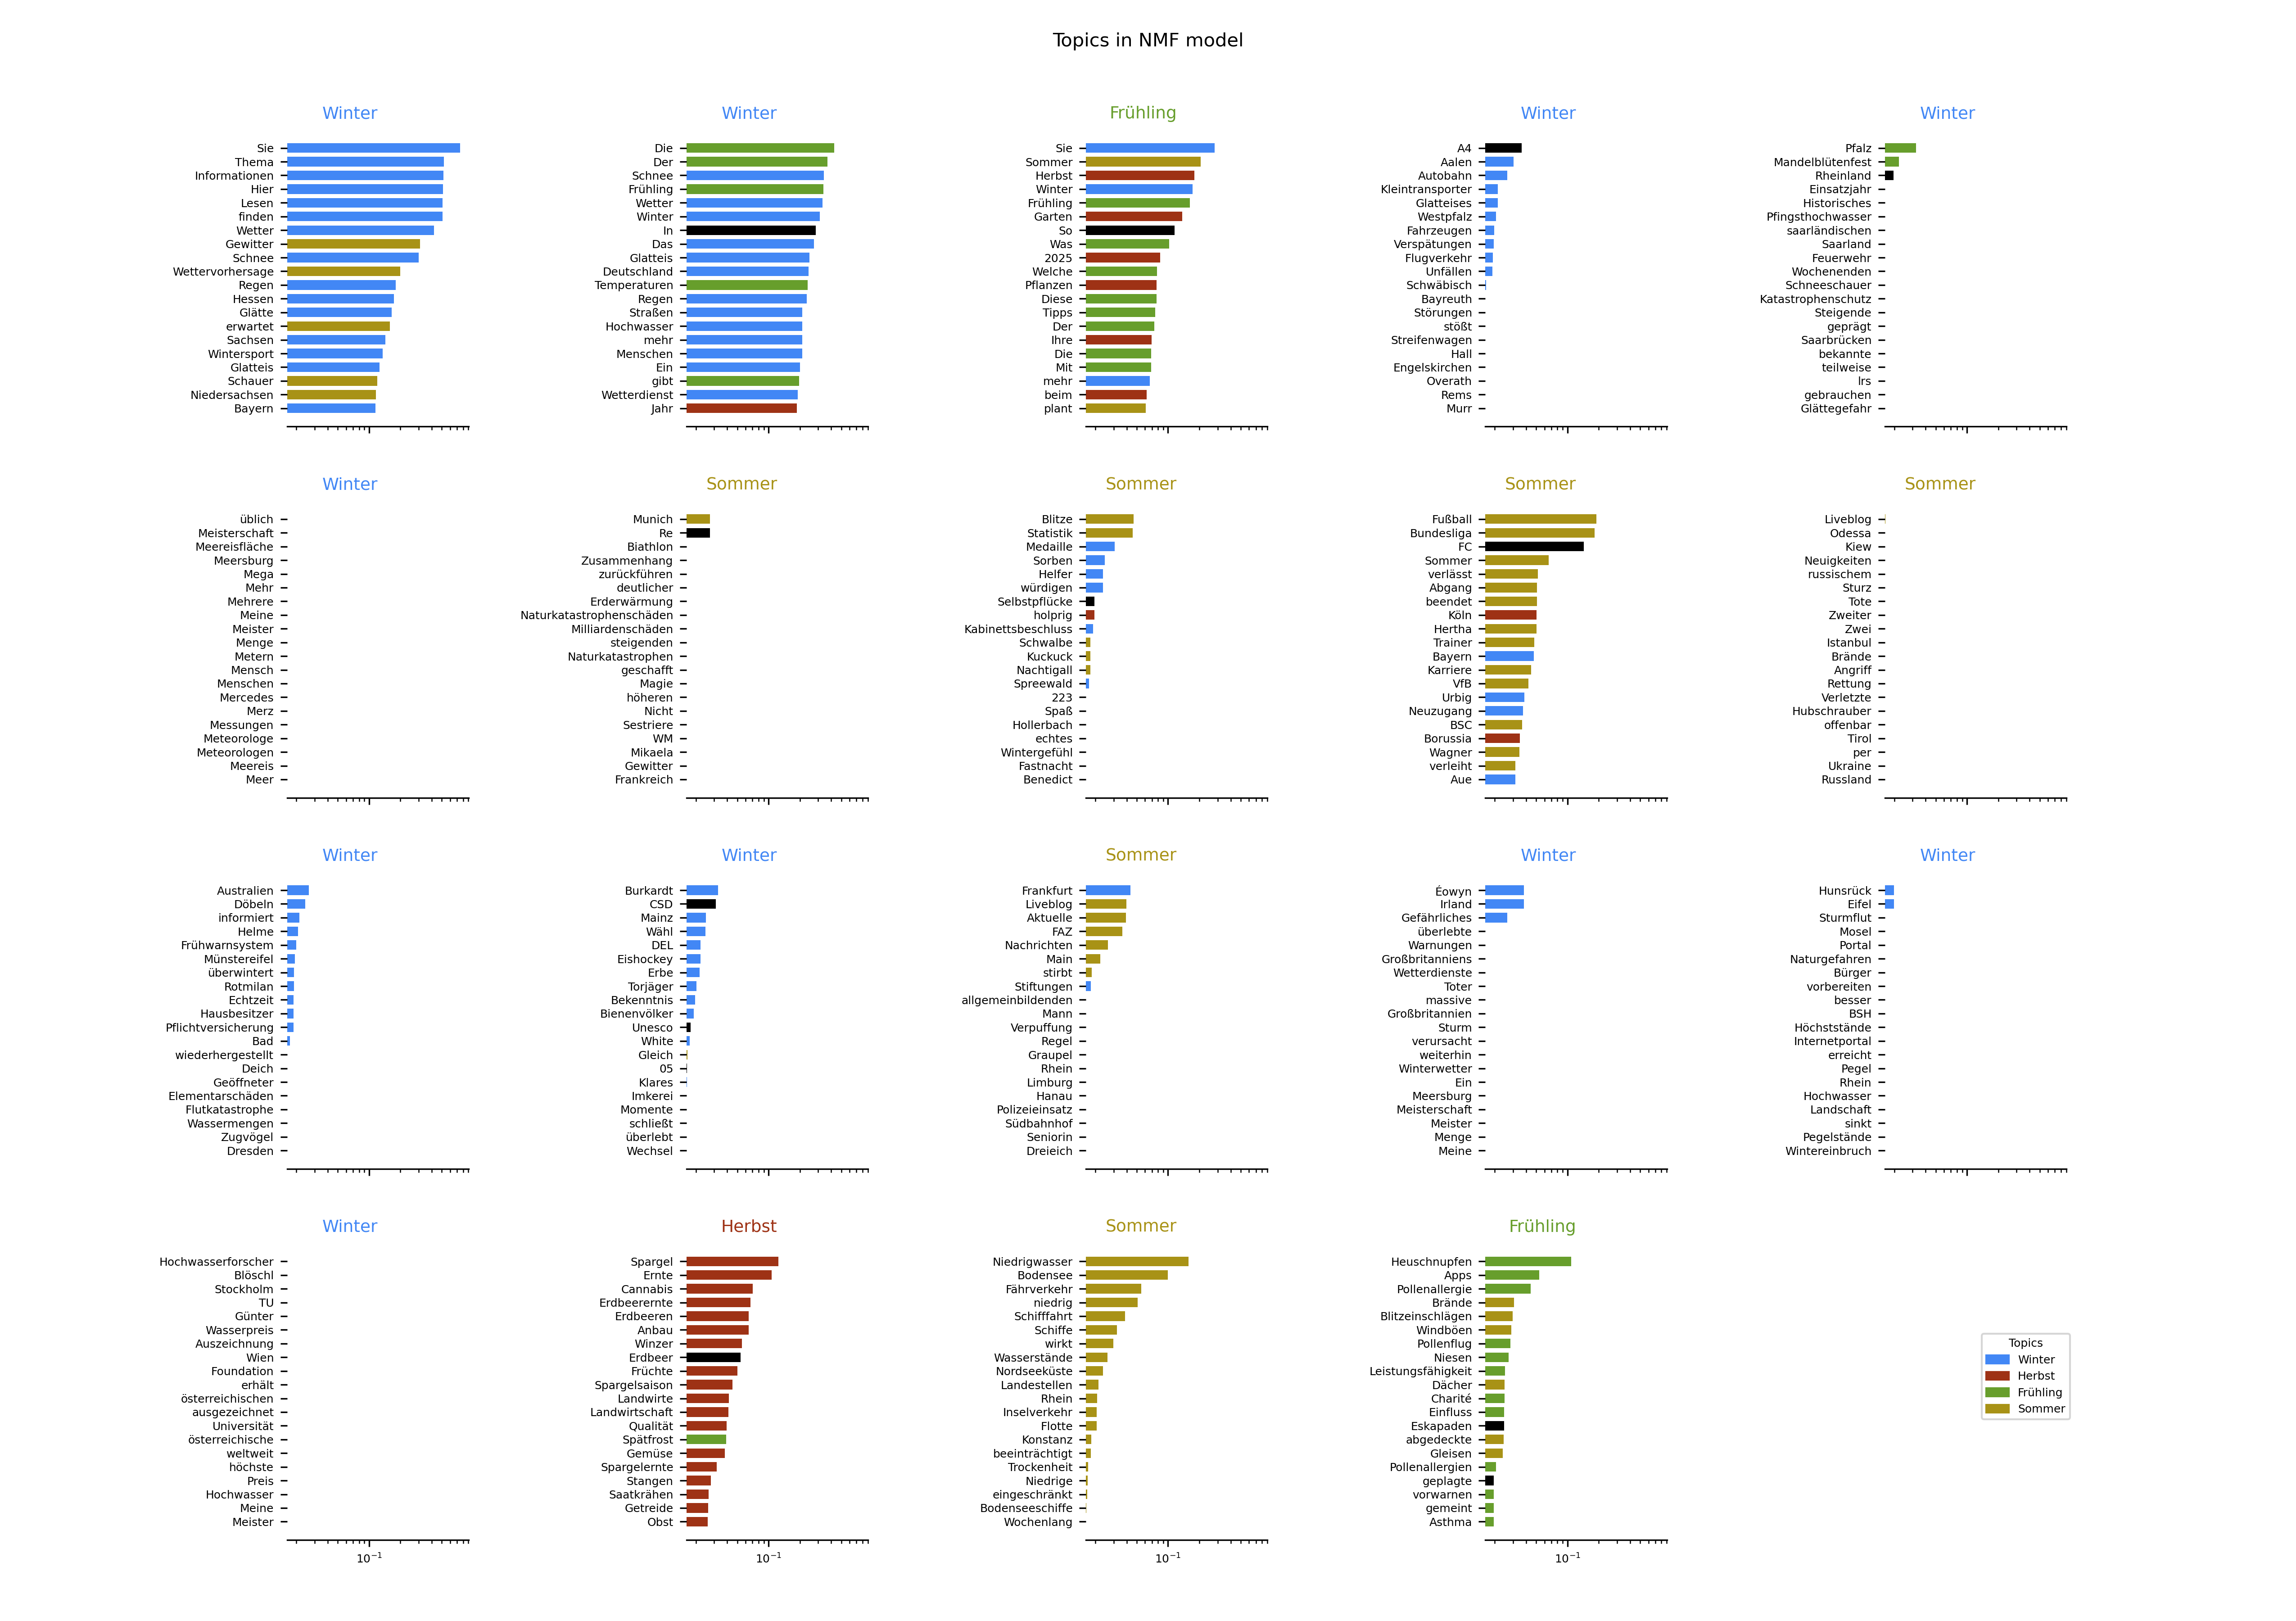 Topics in NMF model
Winter
Sie
Thema
Informationen
Hier
Lesen
finden
Wetter
Gewitter
Schnee
Wettervorhersage
Regen
Hessen
Glätte
erwartet
Sachsen
Wintersport
Glatteis
Schauer
Niedersachsen
Bayern
Winter
Die
Der
Schnee
Frühling
Wetter
Winter
In
Das
Glatteis
Deutschland
Temperaturen
Regen
Straßen
Hochwasser
mehr
Menschen
Ein
gibt
Wetterdienst
Jahr
Frühling
Sie
Sommer
Herbst
Winter
Frühling
Garten
So
Was
2025
Welche
Pflanzen
Diese
Tipps
Der
Ihre
Die
Mit
mehr
beim
plant
Winter
A4
Aalen
Autobahn
Kleintransporter
Glatteises
Westpfalz
Fahrzeugen
Verspätungen
Flugverkehr
Unfällen
Schwäbisch
Bayreuth
Störungen
stößt
Streifenwagen
Hall
Engelskirchen
Overath
Rems
Murr
Winter
Pfalz
Mandelblütenfest
Rheinland
Einsatzjahr
Historisches
Pfingsthochwasser
saarländischen
Saarland
Feuerwehr
Wochenenden
Schneeschauer
Katastrophenschutz
Steigende
geprägt
Saarbrücken
bekannte
teilweise
lrs
gebrauchen
Glättegefahr
Winter
üblich
Meisterschaft
Meereisfläche
Meersburg
Mega
Mehr
Mehrere
Meine
Meister
Menge
Metern
Mensch
Menschen
Mercedes
Merz
Messungen
Meteorologe
Meteorologen
Meereis
Meer
Sommer
Munich
Re
Biathlon
Zusammenhang
zurückführen
deutlicher
Erderwärmung
Naturkatastrophenschäden
Milliardenschäden
steigenden
Naturkatastrophen
geschafft
Magie
höheren
Nicht
Sestriere
WM
Mikaela
Gewitter
Frankreich
Sommer
Blitze
Statistik
Medaille
Sorben
Helfer
würdigen
Selbstpflücke
holprig
Kabinettsbeschluss
Schwalbe
Kuckuck
Nachtigall
Spreewald
223
Spaß
Hollerbach
echtes
Wintergefühl
Fastnacht
Benedict
Sommer
Fußball
Bundesliga
FC
Sommer
verlässt
Abgang
beendet
Köln
Hertha
Trainer
Bayern
Karriere
VfB
Urbig
Neuzugang
BSC
Borussia
Wagner
verleiht
Aue
Sommer
Liveblog
Odessa
Kiew
Neuigkeiten
russischem
Sturz
Tote
Zweiter
Zwei
Istanbul
Brände
Angriff
Rettung
Verletzte
Hubschrauber
offenbar
Tirol
per
Ukraine
Russland
Winter
Australien
Döbeln
informiert
Helme
Frühwarnsystem
Münstereifel
überwintert
Rotmilan
Echtzeit
Hausbesitzer
Pflichtversicherung
Bad
wiederhergestellt
Deich
Geöffneter
Elementarschäden
Flutkatastrophe
Wassermengen
Zugvögel
Dresden
Winter
Burkardt
CSD
Mainz
Wähl
DEL
Eishockey
Erbe
Torjäger
Bekenntnis
Bienenvölker
Unesco
White
Gleich
05
Klares
Imkerei
Momente
schließt
überlebt
Wechsel
Sommer
Frankfurt
Liveblog
Aktuelle
FAZ
Nachrichten
Main
stirbt
Stiftungen
allgemeinbildenden
Mann
Verpuffung
Regel
Graupel
Rhein
Limburg
Hanau
Polizeieinsatz
Südbahnhof
Seniorin
Dreieich
Winter
Éowyn
Irland
Gefährliches
überlebte
Warnungen
Großbritanniens
Wetterdienste
Toter
massive
Großbritannien
Sturm
verursacht
weiterhin
Winterwetter
Ein
Meersburg
Meisterschaft
Meister
Menge
Meine
Winter
Hunsrück
Eifel
Sturmflut
Mosel
Portal
Naturgefahren
Bürger
vorbereiten
besser
BSH
Höchststände
Internetportal
erreicht
Pegel
Rhein
Hochwasser
Landschaft
sinkt
Pegelstände
Wintereinbruch
Winter
Hochwasserforscher
Blöschl
Stockholm
TU
Günter
Wasserpreis
Auszeichnung
Wien
Foundation
erhält
österreichischen
ausgezeichnet
Universität
österreichische
weltweit
höchste
Preis
Hochwasser
Meine
Meister
10⁻¹
Herbst
Spargel
Ernte
Cannabis
Erdbeerernte
Erdbeeren
Anbau
Winzer
Erdbeer
Früchte
Spargelsaison
Landwirte
Landwirtschaft
Qualität
Spätfrost
Gemüse
Spargelernte
Stangen
Saatkrähen
Getreide
Obst
10⁻¹
Sommer
Niedrigwasser
Bodensee
Fährverkehr
niedrig
Schifffahrt
Schiffe
wirkt
Wasserstände
Nordseeküste
Landestellen
Rhein
Inselverkehr
Flotte
Konstanz
beeinträchtigt
Trockenheit
Niedrige
eingeschränkt
Bodenseeschiffe
Wochenlang
10⁻¹
Frühling
Heuschnupfen
Apps
Pollenallergie
Brände
Blitzeinschlägen
Windböen
Pollenflug
Niesen
Leistungsfähigkeit
Dächer
Charité
Einfluss
Eskapaden
abgedeckte
Gleisen
Pollenallergien
geplagte
vorwarnen
gemeint
Asthma
10⁻¹
Topics
Winter
Herbst
Frühling
Sommer